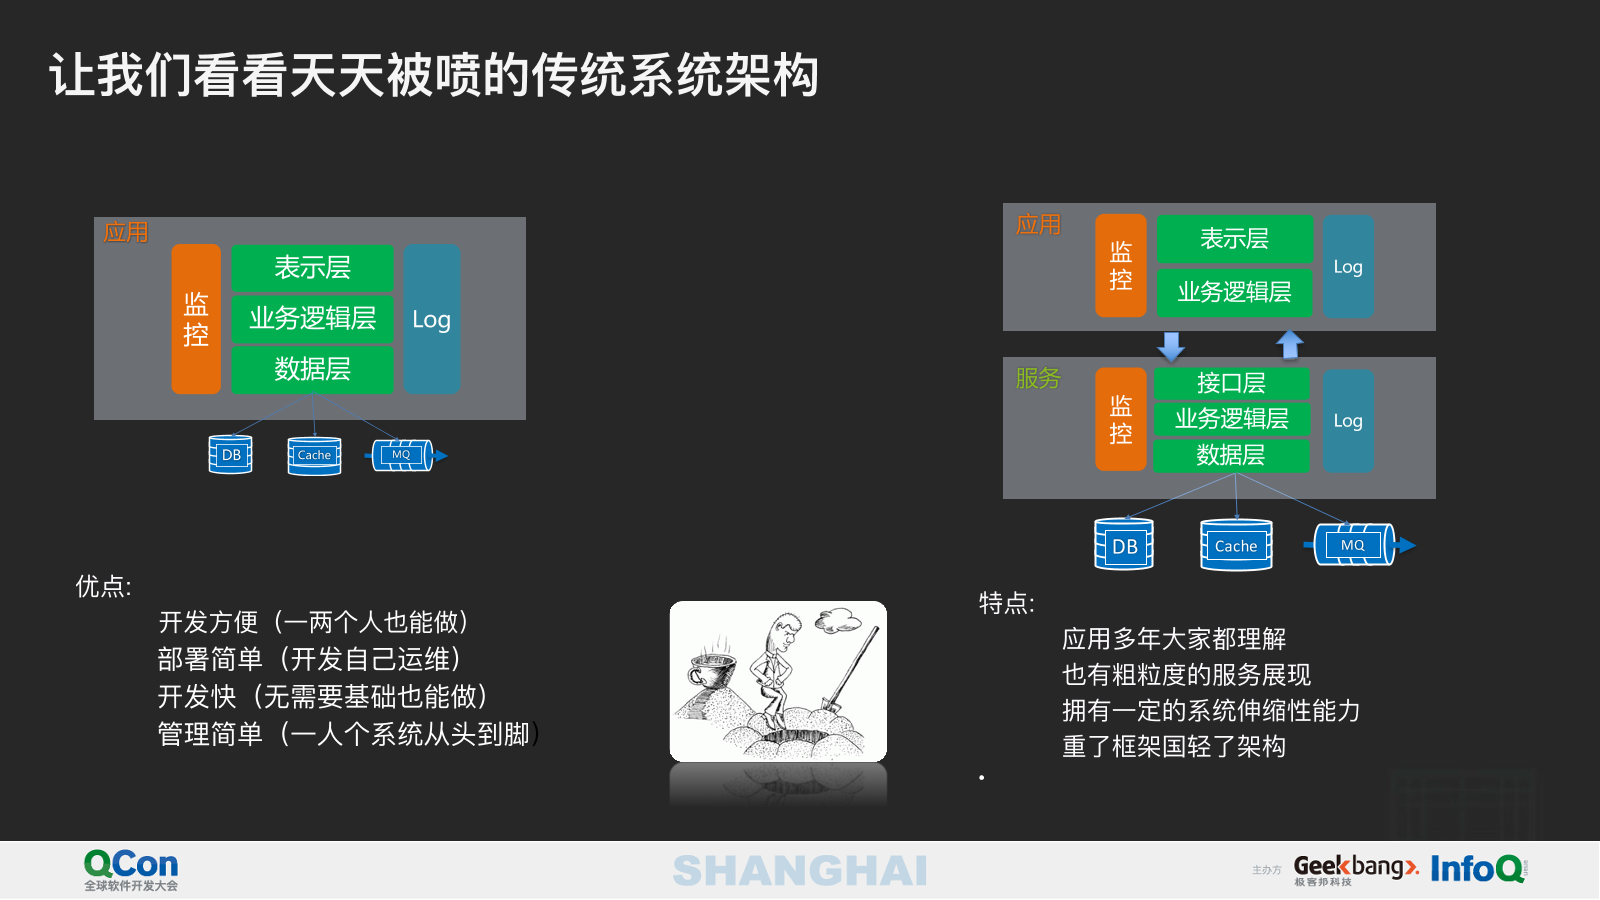 让我们看看天天被喷的传统系统架构
应用
监控
表示层
业务逻辑层
数据层
Log
DB
Cache
MQ
优点:
开发方便（一两个人也能做）
部署简单（开发自己运维）
开发快（无需要基础也能做）
管理简单（一人个系统从头到脚）
应用
监控
表示层
业务逻辑层
Log
服务
监控
接口层
业务逻辑层
数据层
Log
DB
Cache
MQ
特点:
应用多年大家都理解
也有粗粒度的服务展现
拥有一定的系统伸缩性能力
重了框架国轻了架构
QCon
全球软件开发大会
SHANGHAI
主办方
Geekbang
极客邦科技
InfoQ